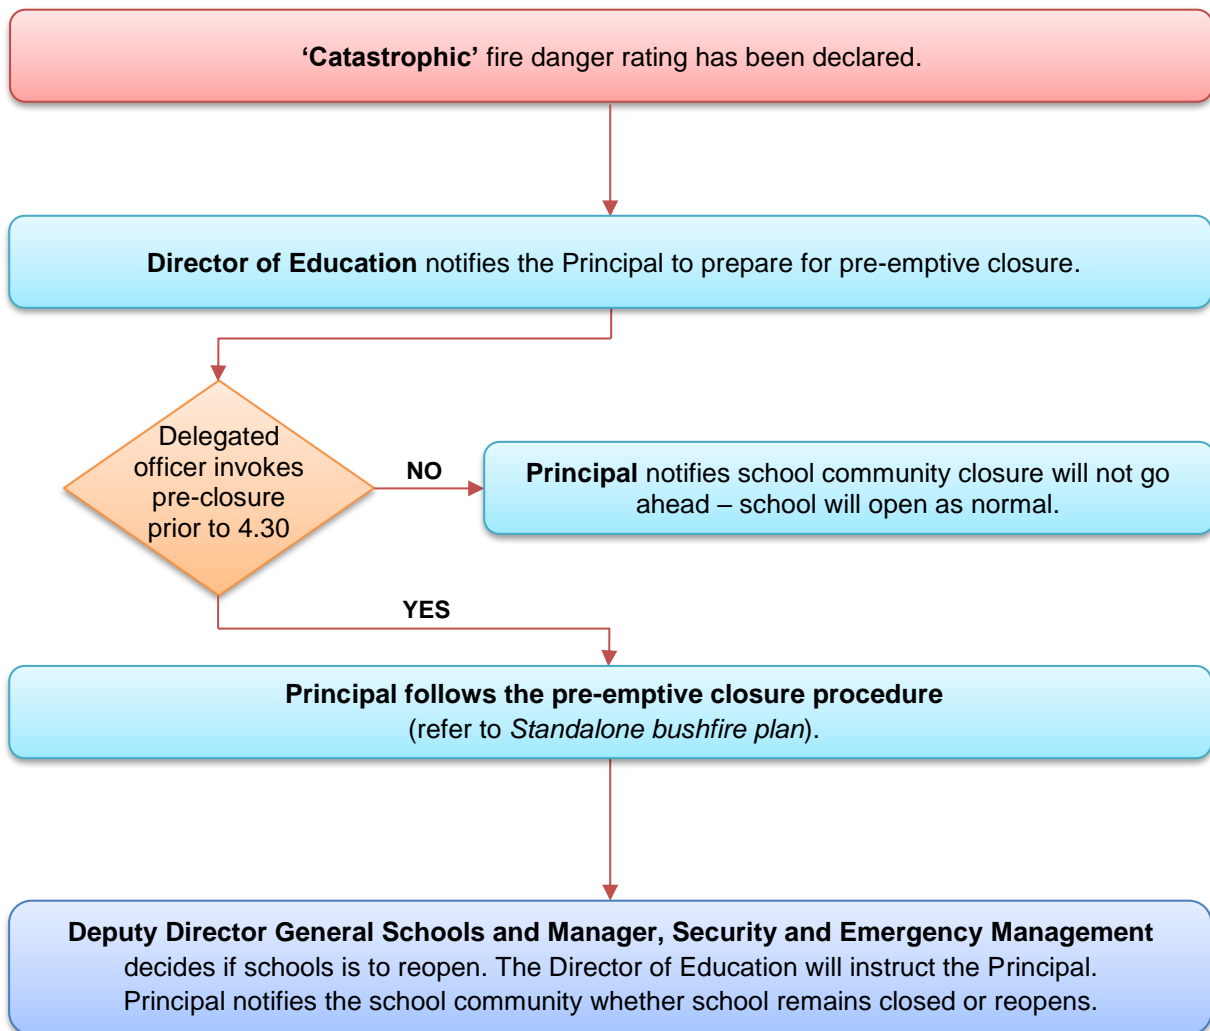 ‘Catastrophic’ fire danger rating has been declared.
Director of Education notifies the Principal to prepare for pre-emptive closure.
Delegated
officer invokes
pre-closure
prior to 4.30
NO
Principal notifies school community closure will not go
ahead – school will open as normal.
YES
Principal follows the pre-emptive closure procedure
(refer to Standalone bushfire plan).
Deputy Director General Schools and Manager, Security and Emergency Management
decides if schools is to reopen. The Director of Education will instruct the Principal.
Principal notifies the school community whether school remains closed or reopens.